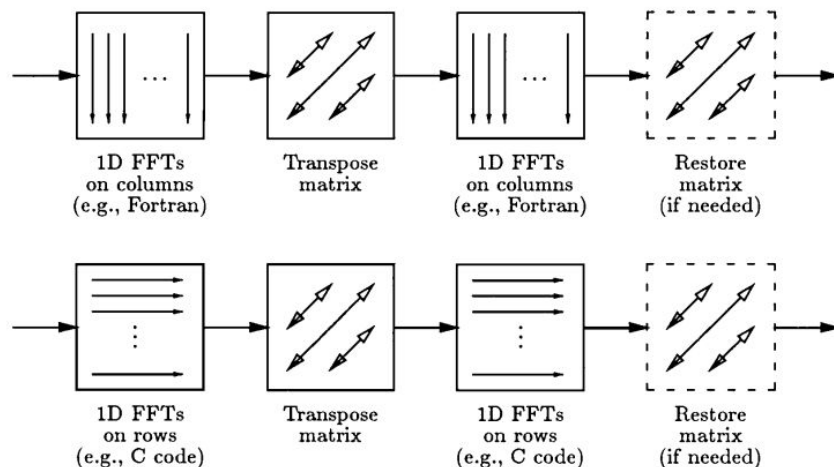 1D FFTs
on columns
(e.g., Fortran)
Transpose
matrix
1D FFTs
on columns
(e.g., Fortran)
Restore
matrix
(if needed)
1D FFTs
on rows
(e.g., C code)
Transpose
matrix
1D FFTs
on rows
(e.g., C code)
Restore
matrix
(if needed)